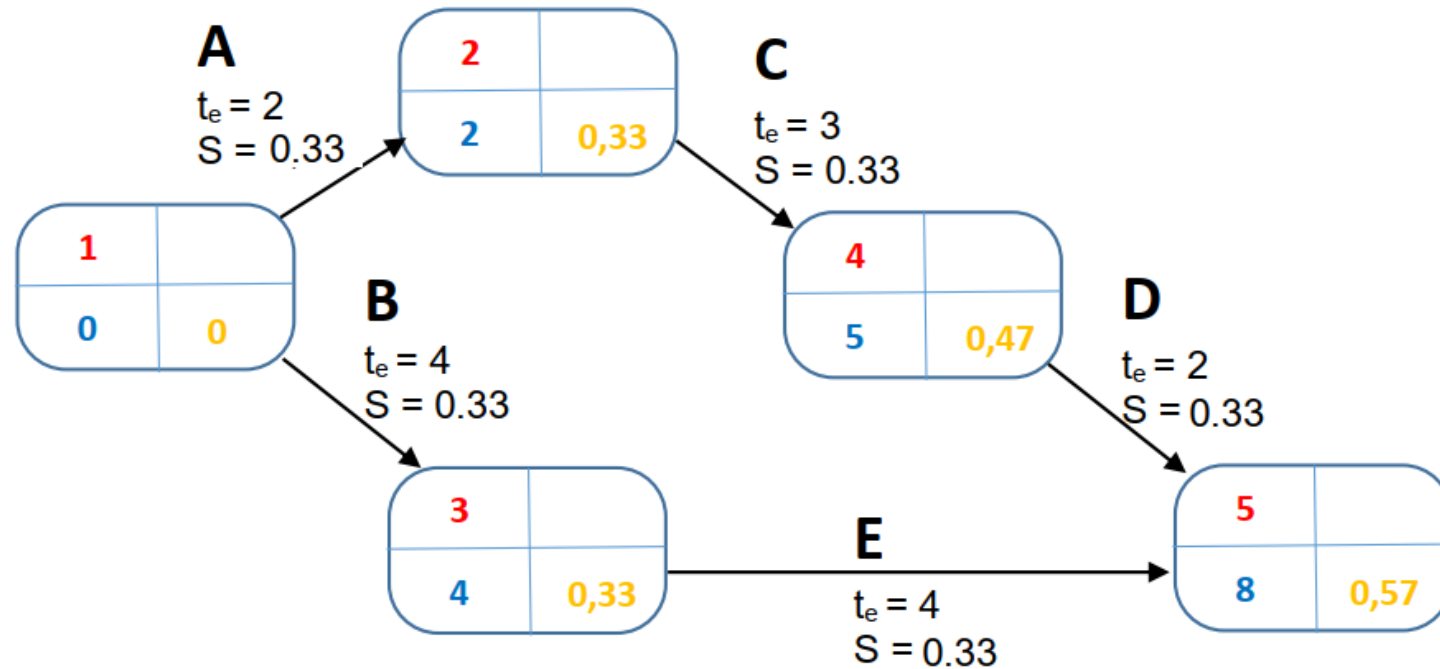 A
tₑ = 2
S = 0.33
2
2 0,33
C
tₑ = 3
S = 0.33
1
0 0
B
tₑ = 4
S = 0.33
4
5 0,47
D
tₑ = 2
S = 0.33
3
4 0,33
E
tₑ = 4
S = 0.33
5
8 0,57